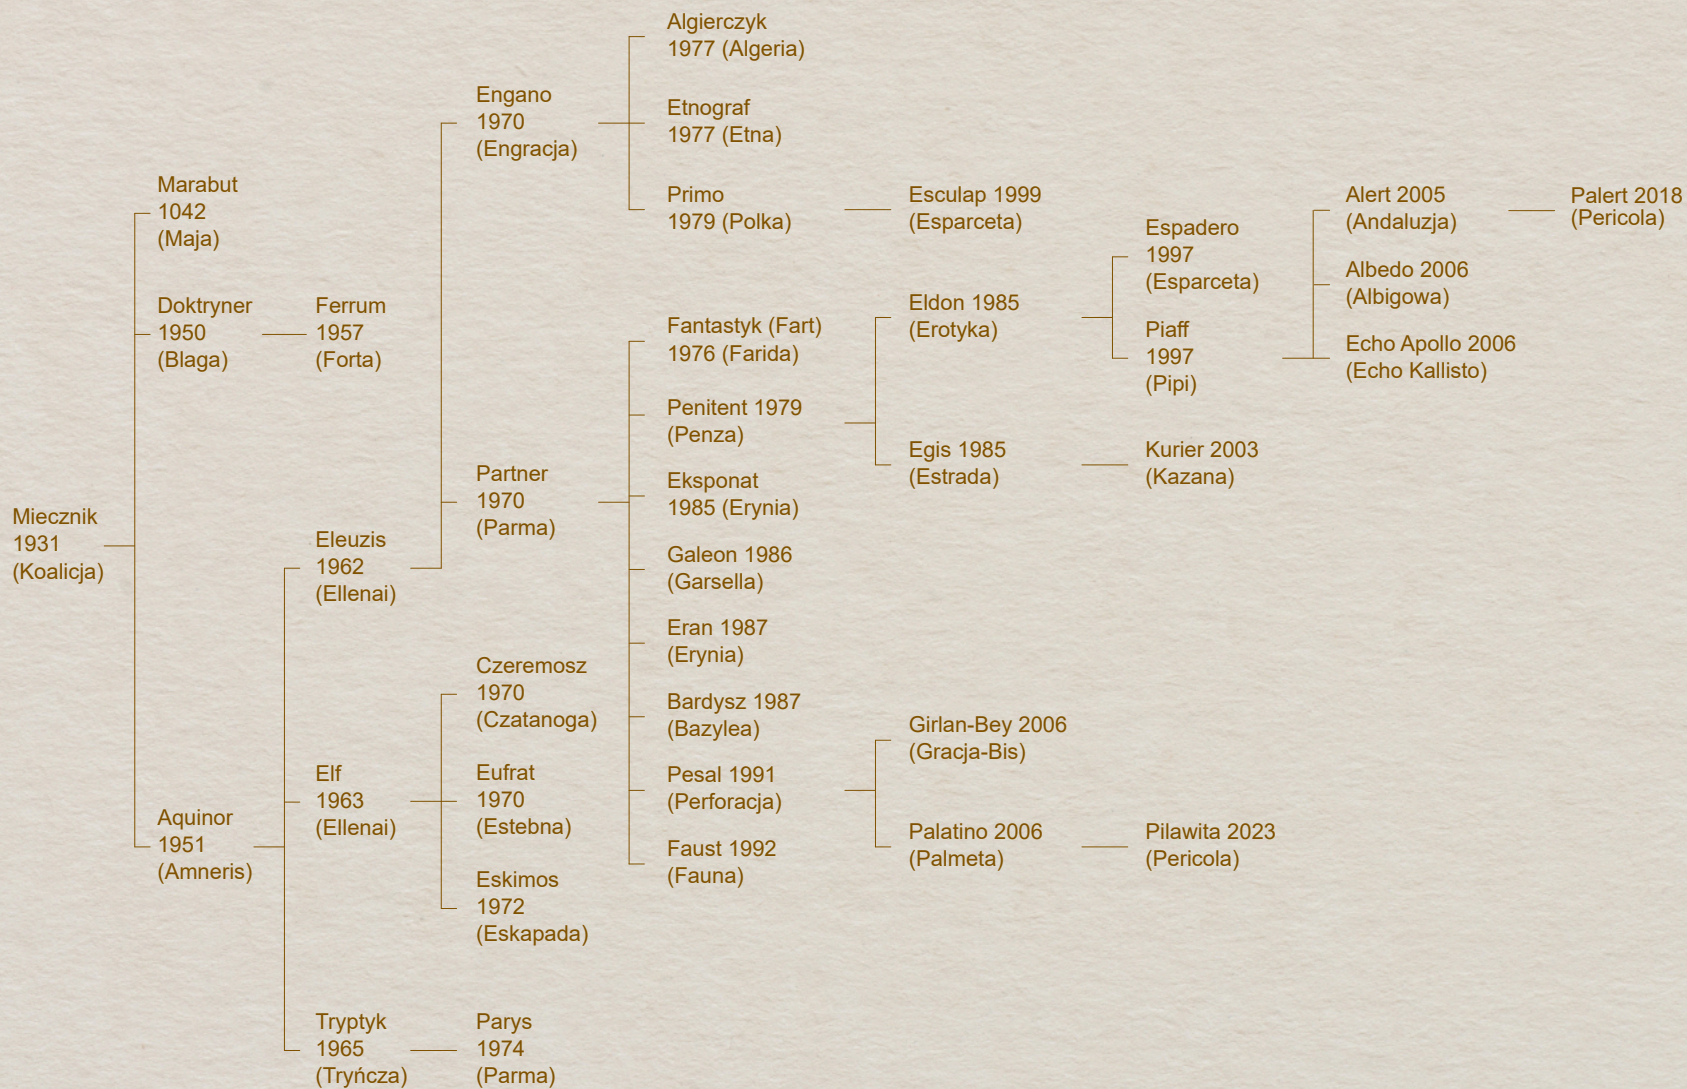 Miecznik
1931
(Koalicja)
Marabut
1042
(Maja)
Doktryner
1950
(Blaga)
Aquinor
1951
(Amneris)
Ferrum
1957
(Forta)
Eleuzis
1962
(Ellenai)
Elf
1963
(Ellenai)
Tryptyk
1965
(Tryńcza)
Engano
1970
(Engracja)
Partner
1970
(Parma)
Czeremosz
1970
(Czatanoga)
Eufrat
1970
(Estebna)
Eskimos
1972
(Eskapada)
Parys
1974
(Parma)
Algierczyk
1977 (Algeria)
Etnograf
1977 (Etna)
Primo
1979 (Polka)
Fantastyk (Fart)
1976 (Farida)
Penitent 1979
(Penza)
Eksponat
1985 (Erynia)
Galeon 1986
(Garsella)
Eran 1987
(Erynia)
Bardysz 1987
(Bazylea)
Pesal 1991
(Perforacja)
Faust 1992
(Fauna)
Esculap 1999
(Esparceta)
Eldon 1985
(Erotyka)
Egis 1985
(Estrada)
Girlan-Bey 2006
(Gracja-Bis)
Palatino 2006
(Palmeta)
Espadero
1997
(Esparceta)
Piaff
1997
(Pipi)
Kurier 2003
(Kazana)
Pilawita 2023
(Pericola)
Alert 2005
(Andaluzja)
Albedo 2006
(Albigowa)
Echo Apollo 2006
(Echo Kallisto)
Palert 2018
(Pericola)